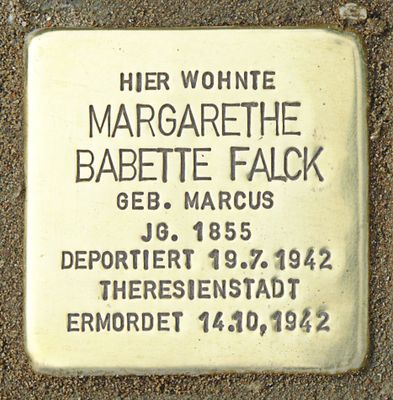 HIER WOHNTE
MARGARETHE
BABETTE FALCK
GEB. MARCUS
JG. 1855
DEPORTIERT 19.7.1942
THERESIENSTADT
ERMORDET 14.10,1942